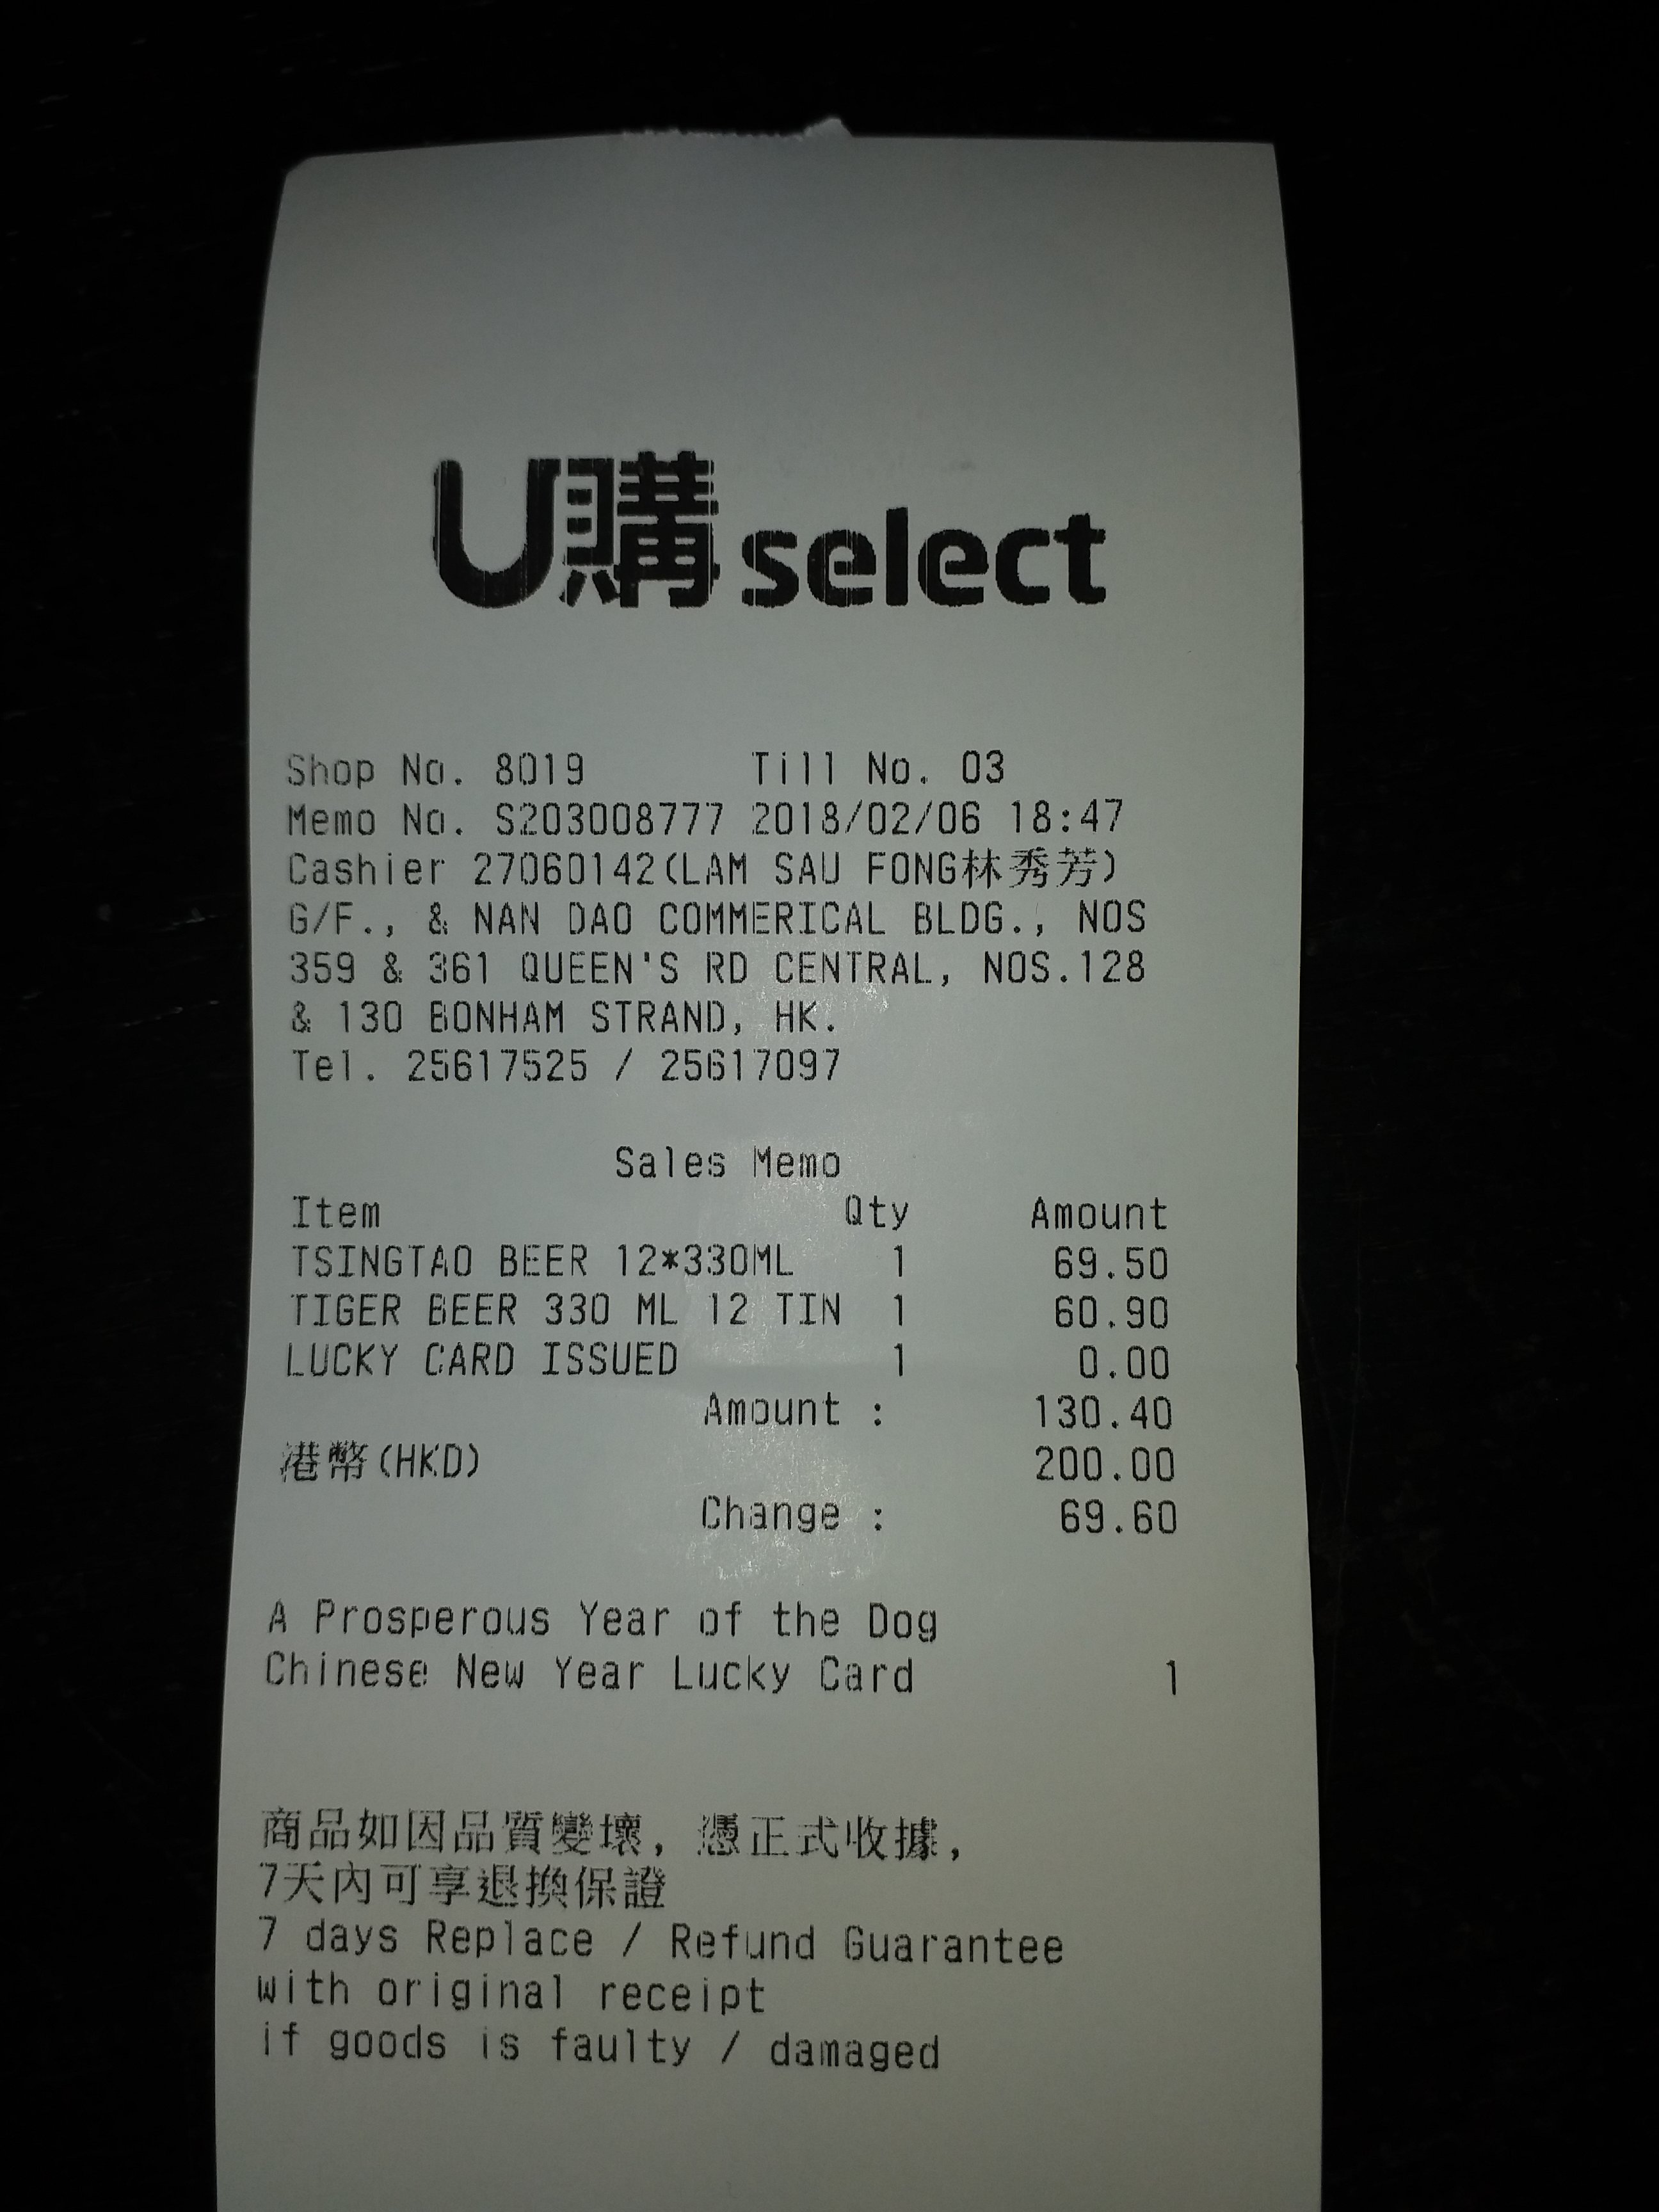 U購select
Shop No. 8019 Till No. 03
Memo No. S203008777 2018/02/06 18:47
Cashier 27060142(LAM SAU FONG林秀芳)
G/F., & NAN DAO COMMERICAL BLDG., NOS
359 & 361 QUEEN'S RD CENTRAL, NOS.128
& 130 BONHAM STRAND, HK.
Tel. 25617525 / 25617097
Sales Memo
Item Qty Amount
TSINGTAO BEER 12*330ML 1 69.50
TIGER BEER 330 ML 12 TIN 1 60.90
LUCKY CARD ISSUED 1 0.00
Amount : 130.40
港幣(HKD) 200.00
Change : 69.60
A Prosperous Year of the Dog
Chinese New Year Lucky Card 1
商品如因品質變壞, 憑正式收據,
7天內可享退換保證
7 days Replace / Refund Guarantee
with original receipt
if goods is faulty / damaged